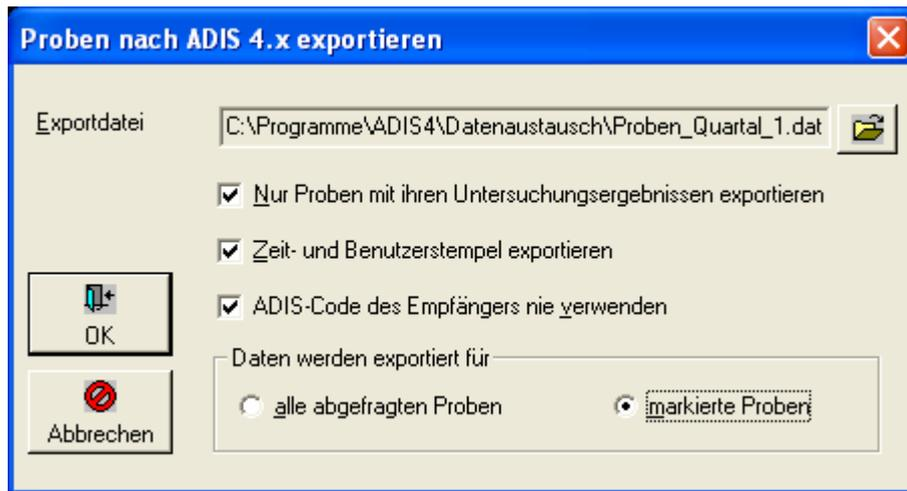 Proben nach ADIS 4.x exportieren
Exportdatei
C:\Programme\ADIS4\Datenaustausch\Proben_Quartal_1.dat
Nur Proben mit ihren Untersuchungsergebnissen exportieren
Zeit- und Benutzerstempel exportieren
ADIS-Code des Empfängers nie verwenden
OK
Daten werden exportiert für
alle abgefragten Proben
markierte Proben
Abbrechen